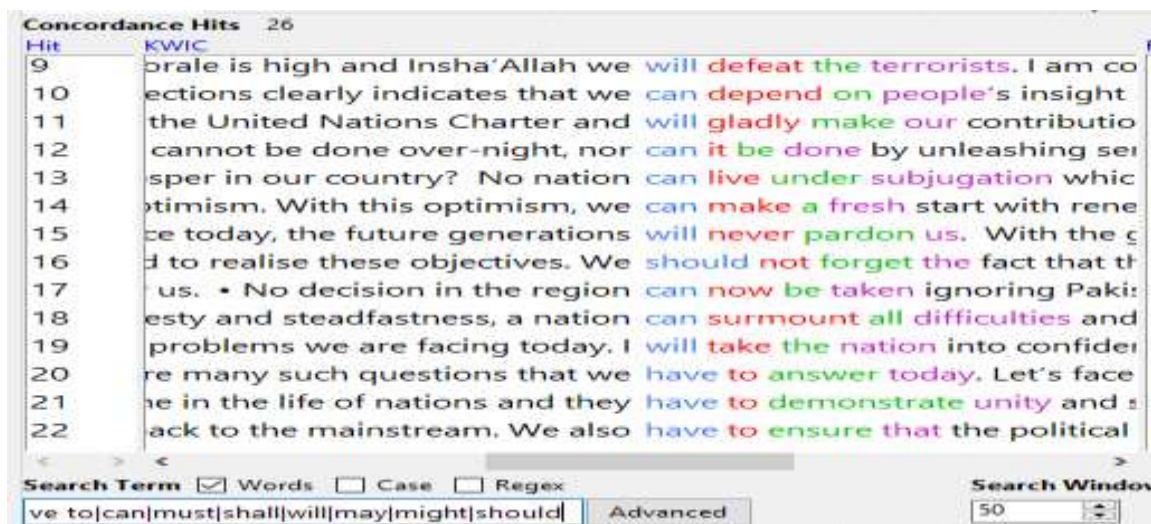 Concordance Hits 26
Hit KWIC
9 orale is high and Insha'Allah we will defeat the terrorists. I am co
10 ections clearly indicates that we can depend on people's insight
11 the United Nations Charter and will gladly make our contributio
12 cannot be done over-night, nor can it be done by unleashing ser
13 sper in our country? No nation can live under subjugation whic
14 timism. With this optimism, we can make a fresh start with rene
15 ce today, the future generations will never pardon us. With the g
16 d to realise these objectives. We should not forget the fact that th
17 us. • No decision in the region can now be taken ignoring Pakis
18 esty and steadfastness, a nation can surmount all difficulties and
19 problems we are facing today. I will take the nation into confider
20 re many such questions that we have to answer today. Let's face
21 ne in the life of nations and they have to demonstrate unity and s
22 ack to the mainstream. We also have to ensure that the political
Search Term Words Case Regex Search Window
ve to|can|must|shall|will|may|might|should Advanced 50